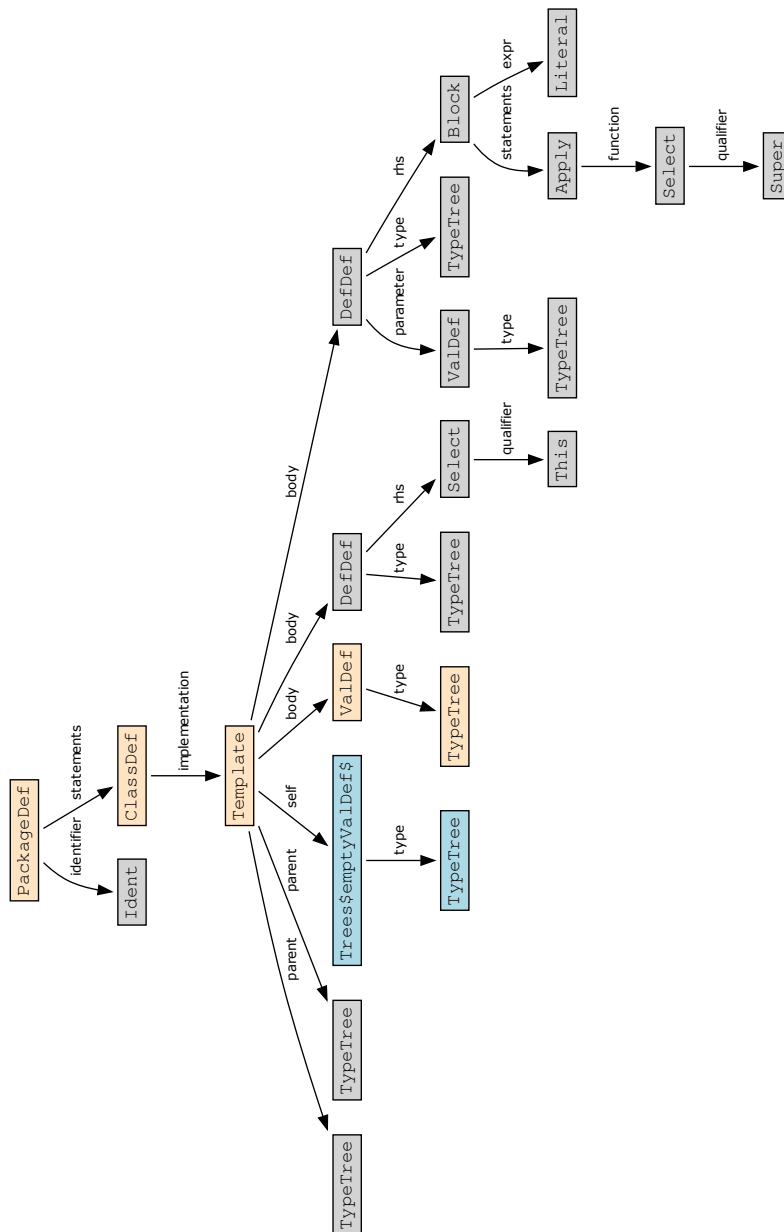 PackageDef
identifier
statements
Ident
ClassDef
implementation
Template
parent
parent
self
body
body
body
TypeTree
TypeTree
Trees$emptyValDef$
ValDef
DefDef
DefDef
type
type
type
rhs
parameter
type
rhs
TypeTree
TypeTree
TypeTree
Select
ValDef
TypeTree
Block
qualifier
type
statements
expr
This
TypeTree
Apply
Literal
function
Select
qualifier
Super